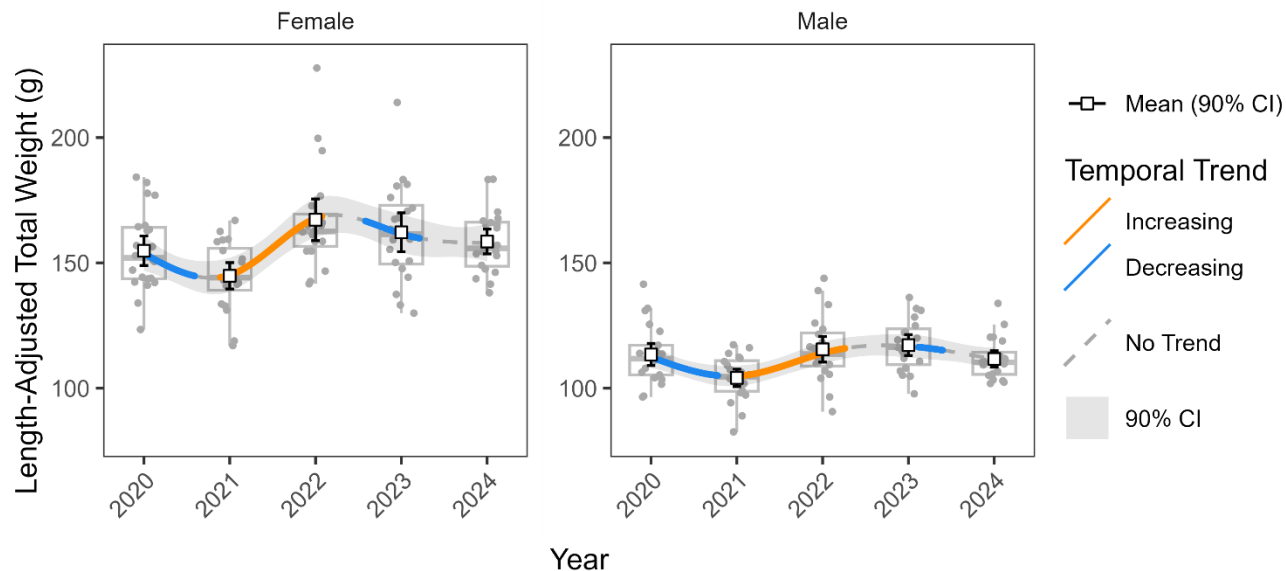 Female
Male
Length-Adjusted Total Weight (g)
200
150
100
200
150
100
2020
2021
2022
2023
2024
2020
2021
2022
2023
2024
Year
Mean (90% CI)
Temporal Trend
Increasing
Decreasing
No Trend
90% CI